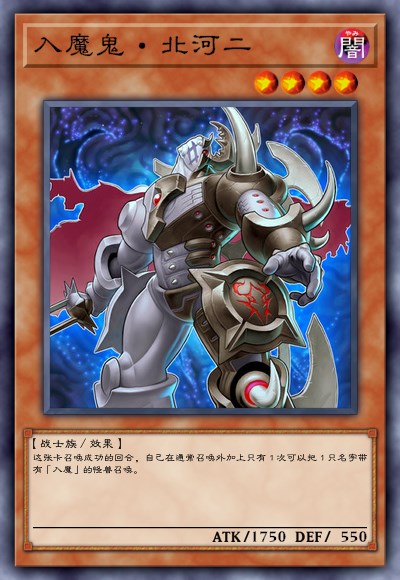 入魔鬼・北河二
闇
やみ
【战士族／效果】
这张卡召唤成功的回合，自己在通常召唤外加上只有1次可以把1只名字带
有「入魔」的怪兽召唤。
ATK/1750 DEF/ 550